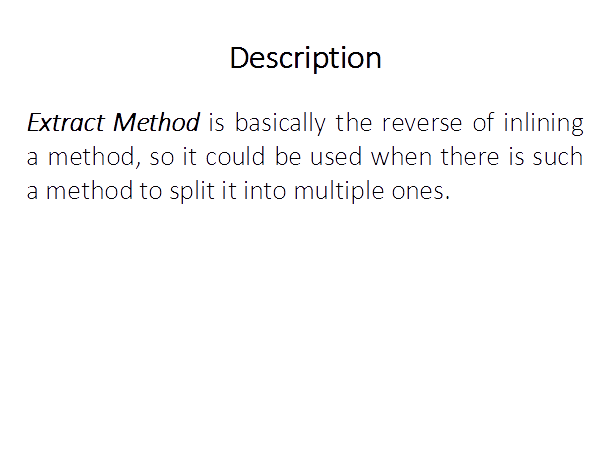 Description
Extract Method is basically the reverse of inlining
a method, so it could be used when there is such
a method to split it into multiple ones.